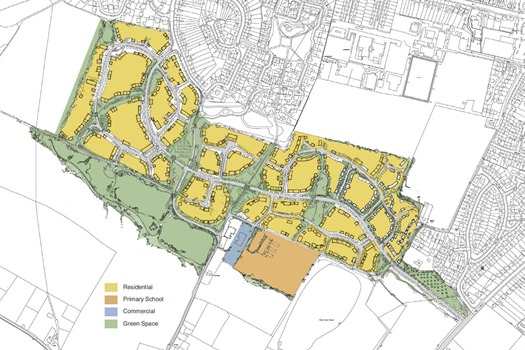 Residential
Primary School
Commercial
Green Space